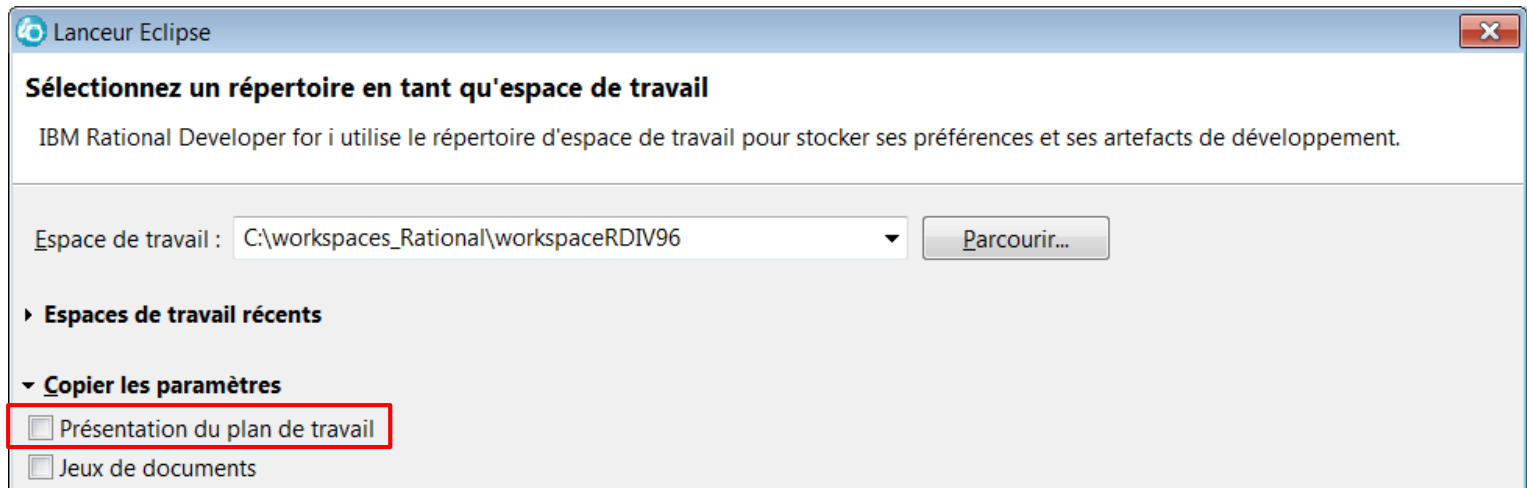 Lanceur Eclipse
Sélectionnez un répertoire en tant qu'espace de travail
IBM Rational Developer for i utilise le répertoire d'espace de travail pour stocker ses préférences et ses artefacts de développement.
Espace de travail : C:\workspaces_Rational\workspaceRDIV96 Parcourir...
Espaces de travail récents
Copier les paramètres
Présentation du plan de travail
Jeux de documents